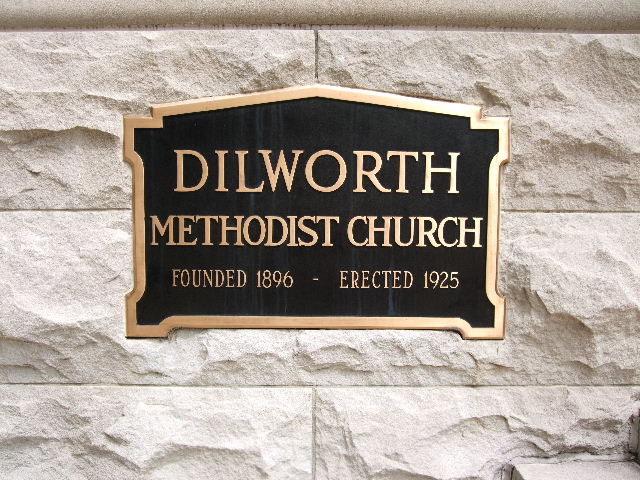 DILWORTH
METHODIST CHURCH
FOUNDED 1896 - ERECTED 1925